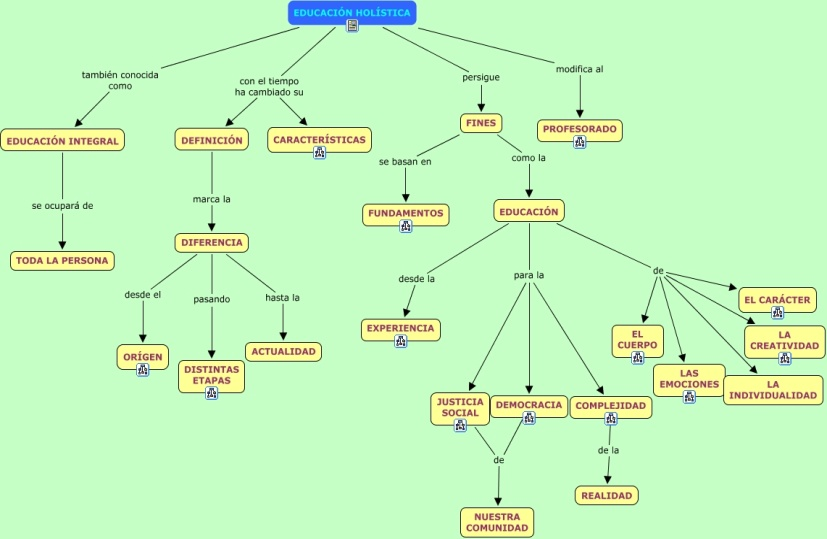 EDUCACIÓN HOLÍSTICA
también conocida
como
con el tiempo
ha cambiado su
persigue
modifica al
EDUCACIÓN INTEGRAL
DEFINICIÓN
CARACTERÍSTICAS
FINES
PROFESORADO
se ocupará de
marca la
se basan en
como la
TODA LA PERSONA
DIFERENCIA
FUNDAMENTOS
EDUCACIÓN
desde el
pasando
hasta la
desde la
para la
de
ORÍGEN
DISTINTAS
ETAPAS
ACTUALIDAD
EXPERIENCIA
EL
CUERPO
LAS
EMOCIONES
EL CARÁCTER
LA
CREATIVIDAD
LA
INDIVIDUALIDAD
JUSTICIA
SOCIAL
DEMOCRACIA
COMPLEJIDAD
de
de la
NUESTRA
COMUNIDAD
REALIDAD